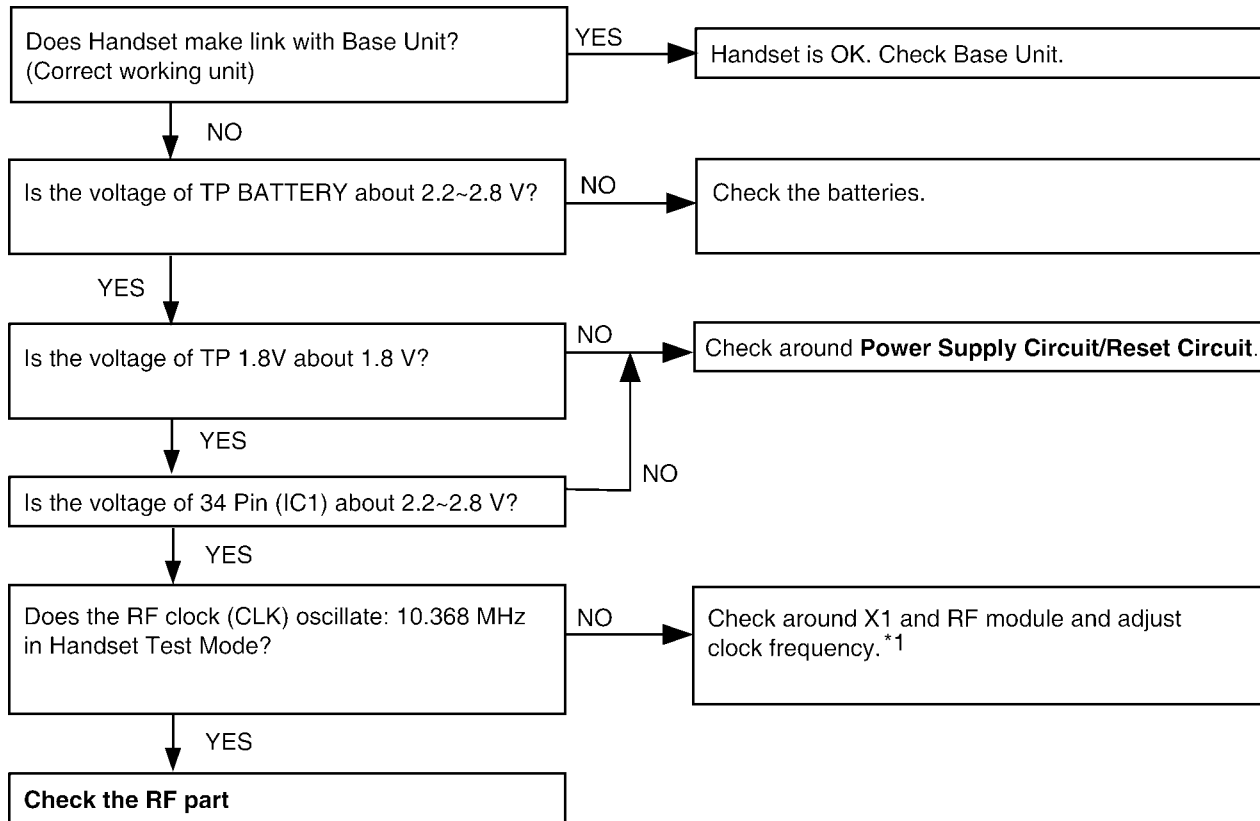 Does Handset make link with Base Unit?
(Correct working unit)
YES
Handset is OK. Check Base Unit.
NO
Is the voltage of TP BATTERY about 2.2~2.8 V?
NO
Check the batteries.
YES
Is the voltage of TP 1.8V about 1.8 V?
NO
Check around Power Supply Circuit/Reset Circuit.
YES
NO
Is the voltage of 34 Pin (IC1) about 2.2~2.8 V?
YES
Does the RF clock (CLK) oscillate: 10.368 MHz
in Handset Test Mode?
NO
Check around X1 and RF module and adjust
clock frequency.*1
YES
Check the RF part